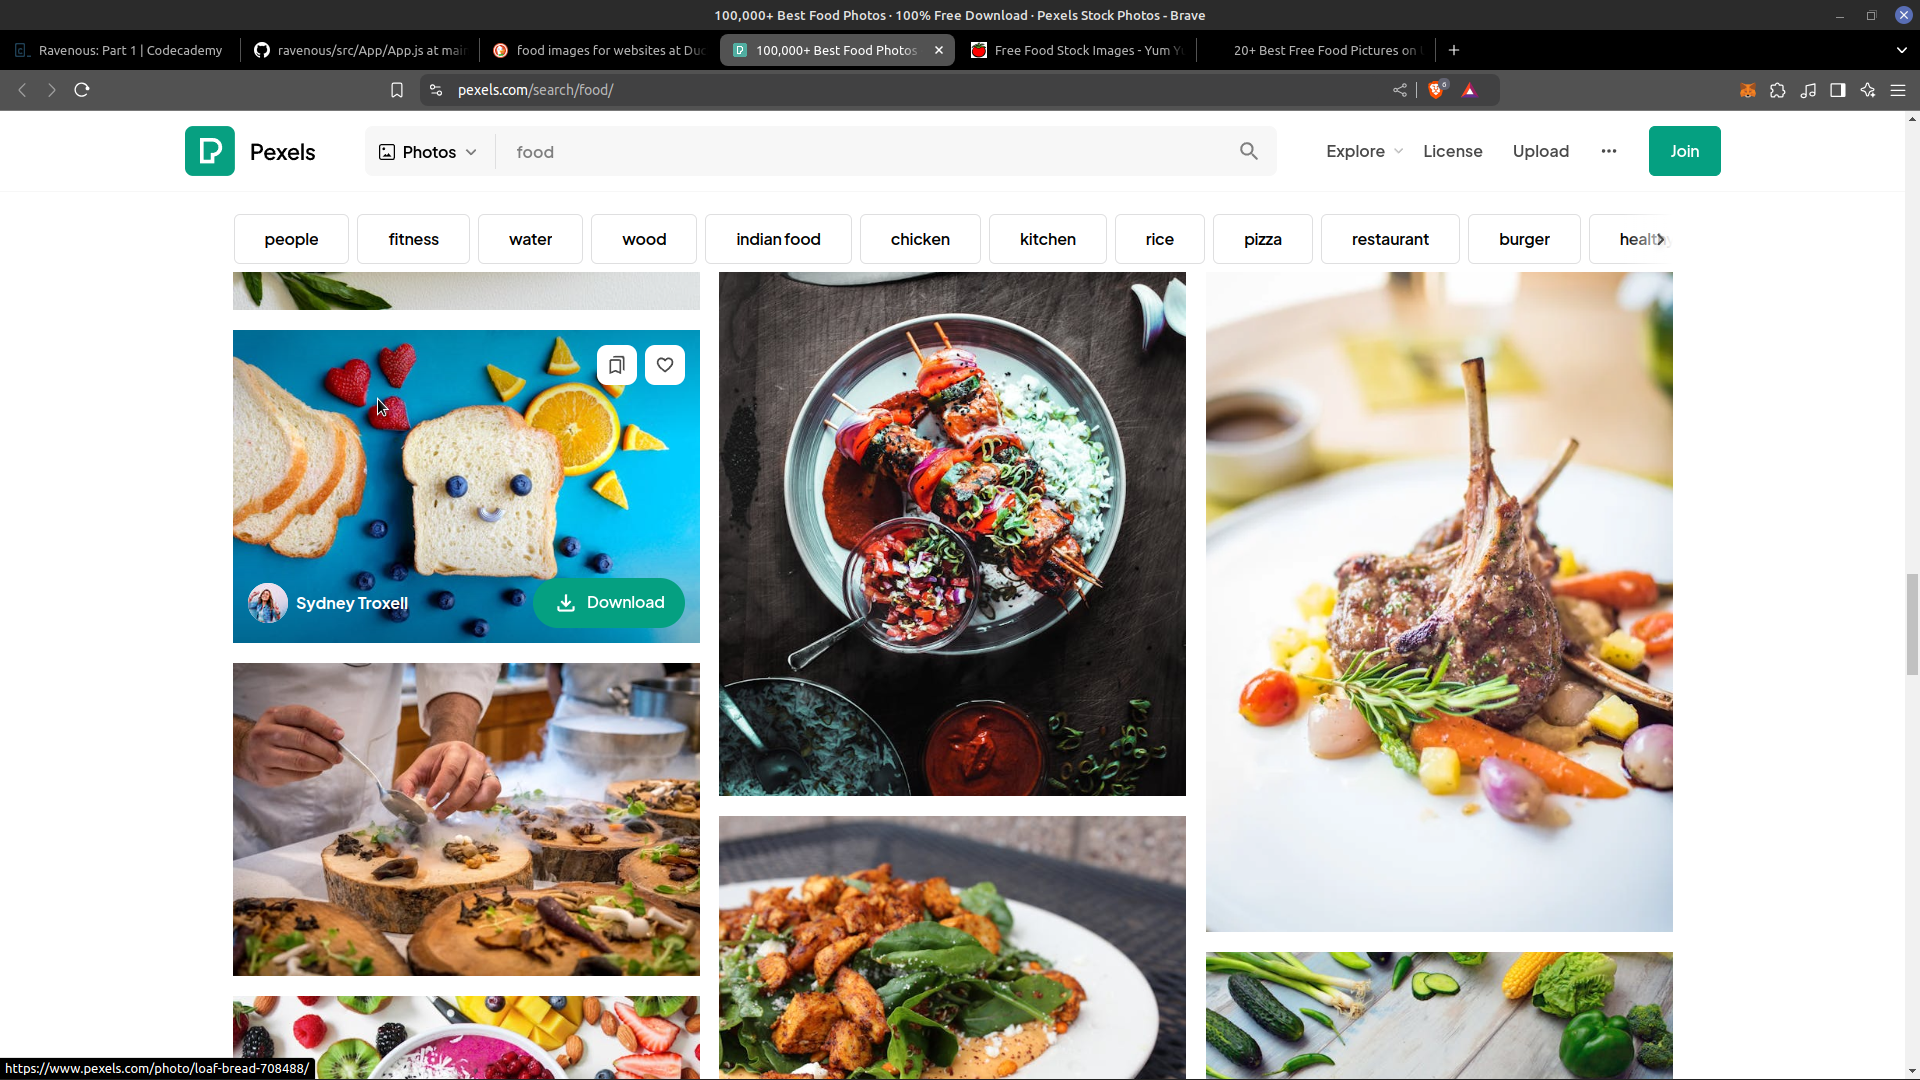 100,000+ Best Food Photos · 100% Free Download · Pexels Stock Photos - Brave
Ravenous: Part 1 | Codecademy
ravenous/src/App/App.js at main
food images for websites at Duc
100,000+ Best Food Photos
Free Food Stock Images - Yum Y
20+ Best Free Food Pictures on
pexels.com/search/food/
6
Pexels
Photos
food
Explore
License
Upload
Join
people
fitness
water
wood
indian food
chicken
kitchen
rice
pizza
restaurant
burger
healthy
Sydney Troxell
Download
https://www.pexels.com/photo/loaf-bread-708488/